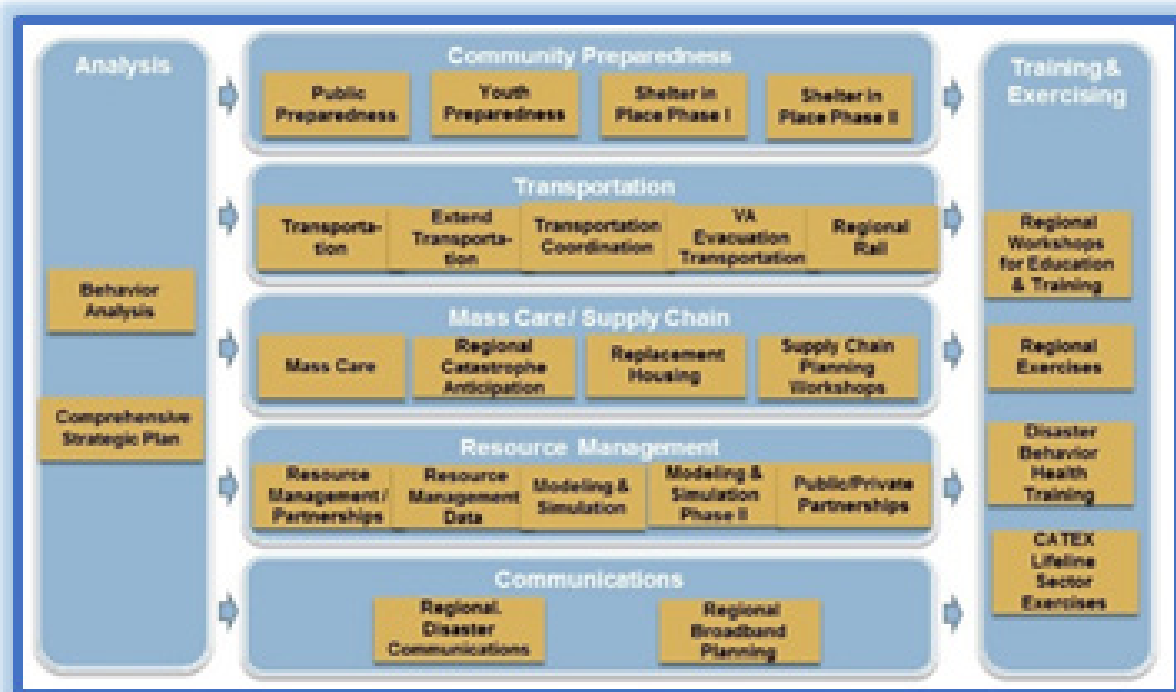 Analysis
Behavior
Analysis
Comprehensive
Strategic Plan
Community Preparedness
Public
Preparedness
Youth
Preparedness
Shelter in
Place Phase I
Shelter in
Place Phase II
Transportation
Transporta-
tion
Extend
Transporta-
tion
Transportation
Coordination
VA
Evacuation
Transportation
Regional
Rail
Mass Care / Supply Chain
Mass Care
Regional
Catastrophe
Anticipation
Replacement
Housing
Supply Chain
Planning
Workshops
Resource Management
Resource
Management /
Partnerships
Resource
Management
Data
Modeling &
Simulation
Modeling &
Simulation
Phase II
Public/Private
Partnerships
Communications
Regional.
Disaster
Communications
Regional
Broadband
Planning
Training &
Exercising
Regional
Workshops
for Education
& Training
Regional
Exercises
Disaster
Behavior
Health
Training
CATEX
Lifeline
Sector
Exercises